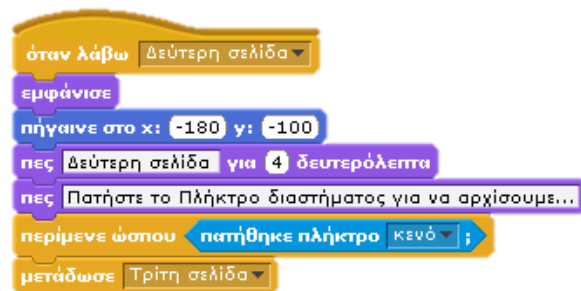 όταν λάβω Δεύτερη σελίδα
εμφάνισε
πήγαινε στο x: -180 y: -100
πες Δεύτερη σελίδα για 4 δευτερόλεπτα
πες Πατήστε το Πλήκτρο διαστήματος για να αρχίσουμε...
περίμενε ώσπου πατήθηκε πλήκτρο κενό ;
μετάδωσε Τρίτη σελίδα